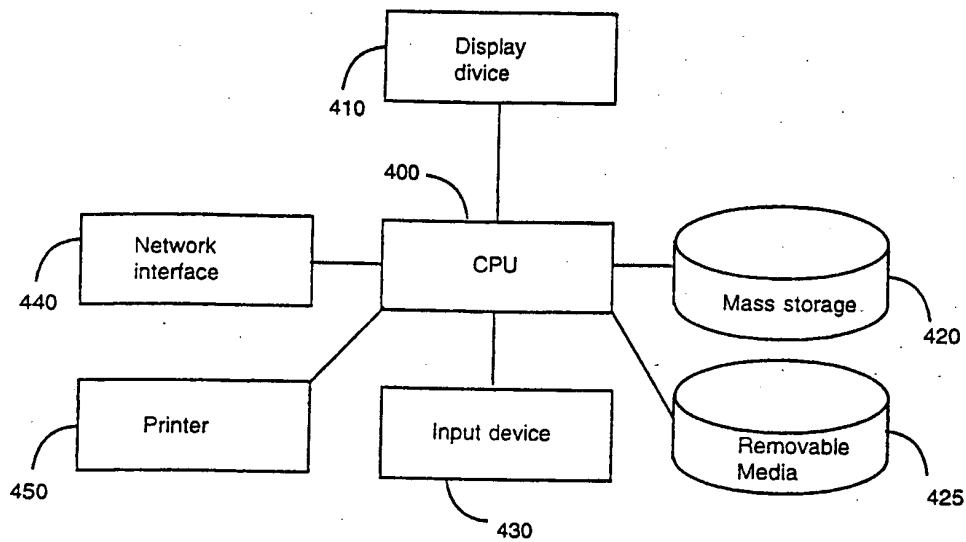 Display
divice
410
400
Network
interface
440
CPU
Mass storage
420
Printer
450
Input device
430
Removable
Media
425